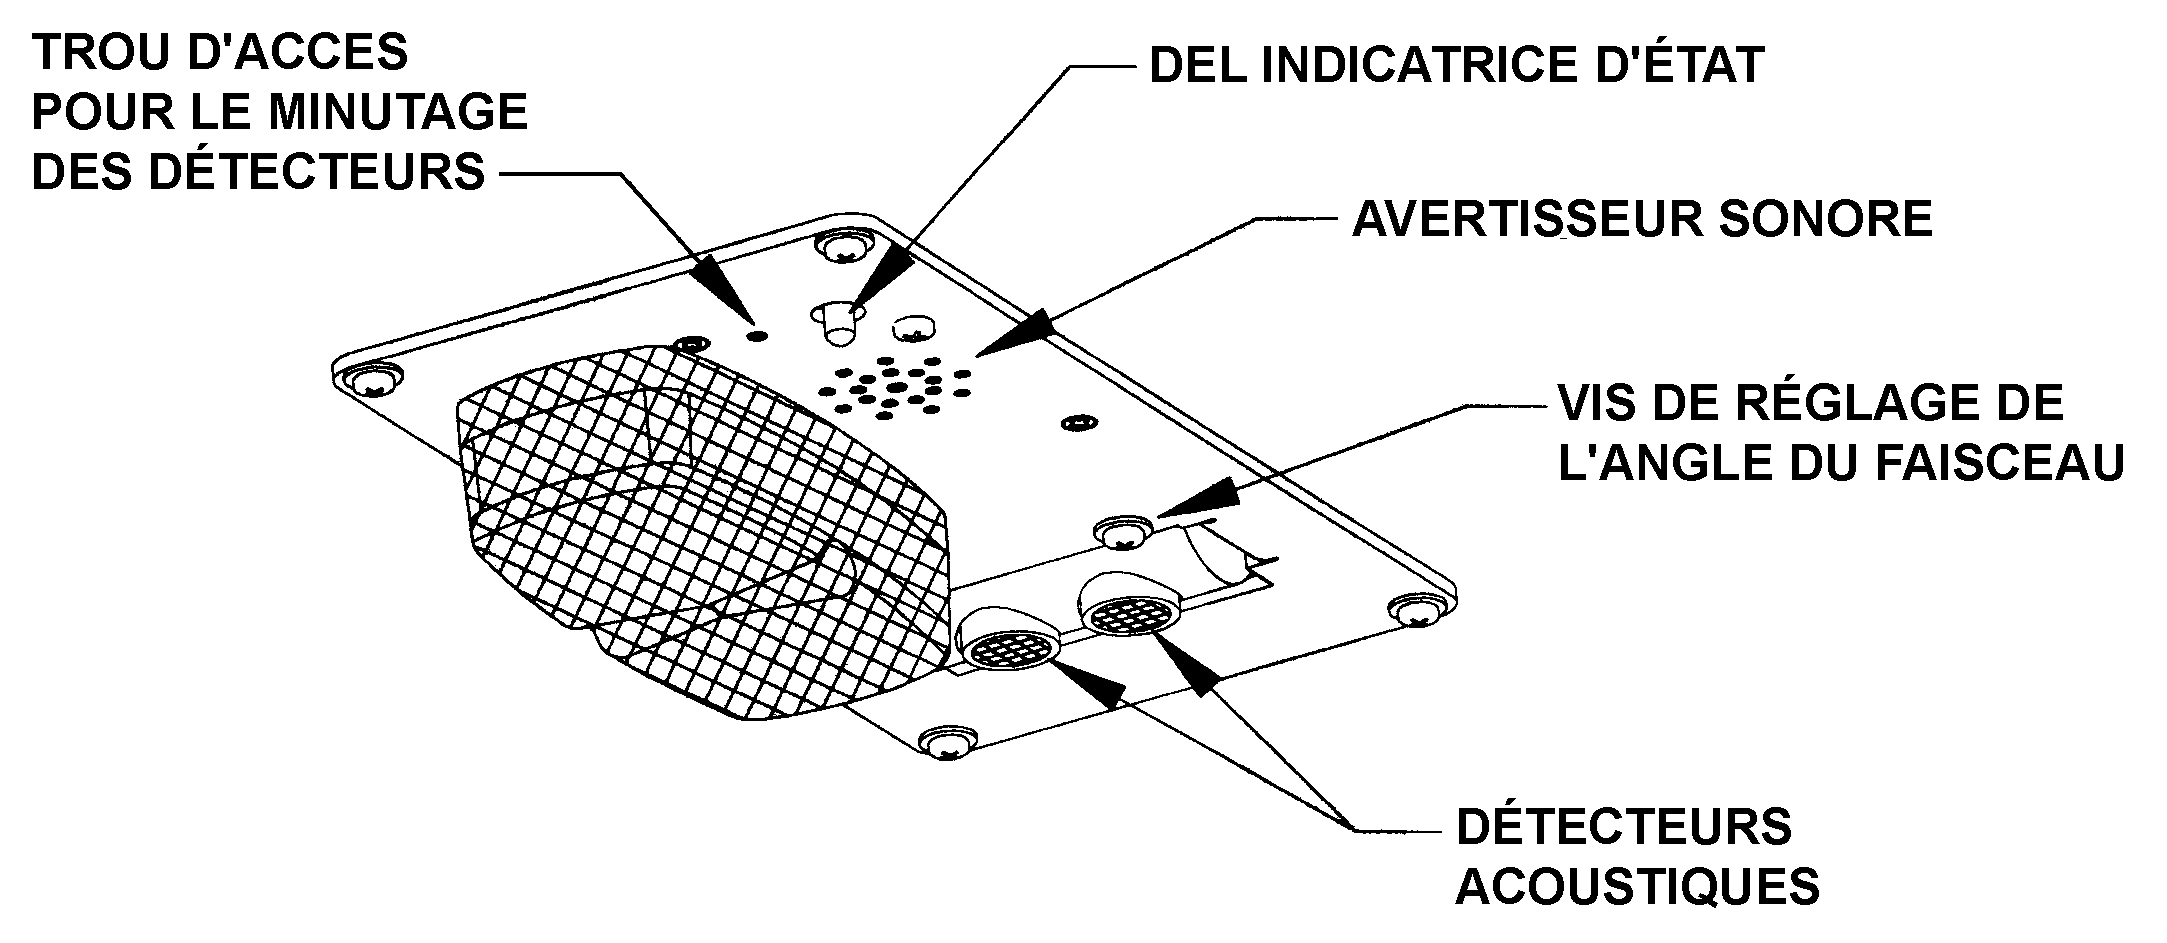 TROU D'ACCES
POUR LE MINUTAGE
DES DÉTECTEURS
DEL INDICATRICE D'ÉTAT
AVERTISSEUR SONORE
VIS DE RÉGLAGE DE
L'ANGLE DU FAISCEAU
DÉTECTEURS
ACOUSTIQUES